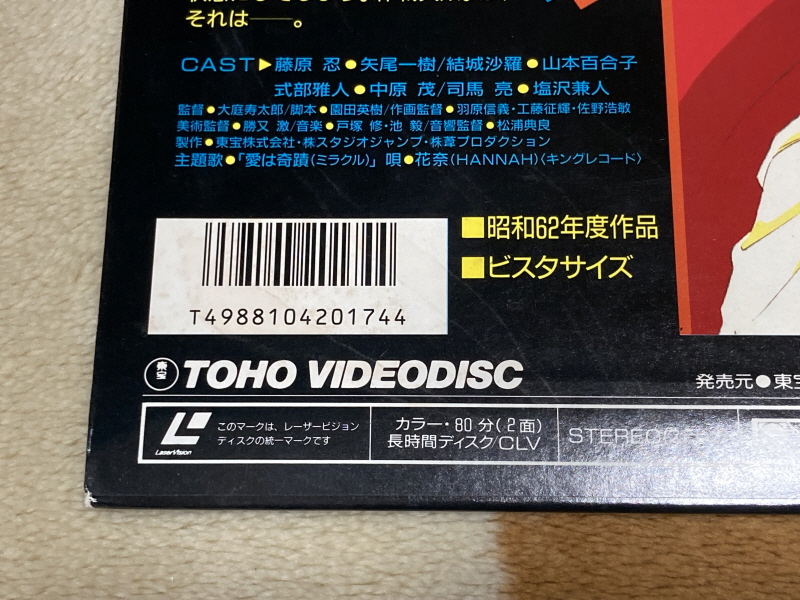 それは――。
CAST▶藤原 忍●矢尾一樹/結城沙羅●山本百合子
式部雅人●中原 茂/司馬 亮●塩沢兼人
監督●大庭寿太郎/脚本●園田英樹/作画監督●羽原信義・工藤征輝・佐野浩敏
美術監督●勝又 激/音楽●戸塚 修・池 毅/音響監督●松浦典良
製作●東宝株式会社・株スタジオジャンプ・株葦プロダクション
主題歌●「愛は奇蹟(ミラクル)」 唄●花奈(HANNAH)〈キングレコード〉
■昭和62年度作品
■ビスタサイズ
T4988104201744
東宝 TOHO VIDEODISC
発売元●東宝
LaserVision
このマークは、レーザービジョン
ディスクの統一マークです
カラー・80分(2面)
長時間ディスク/CLV
STEREO